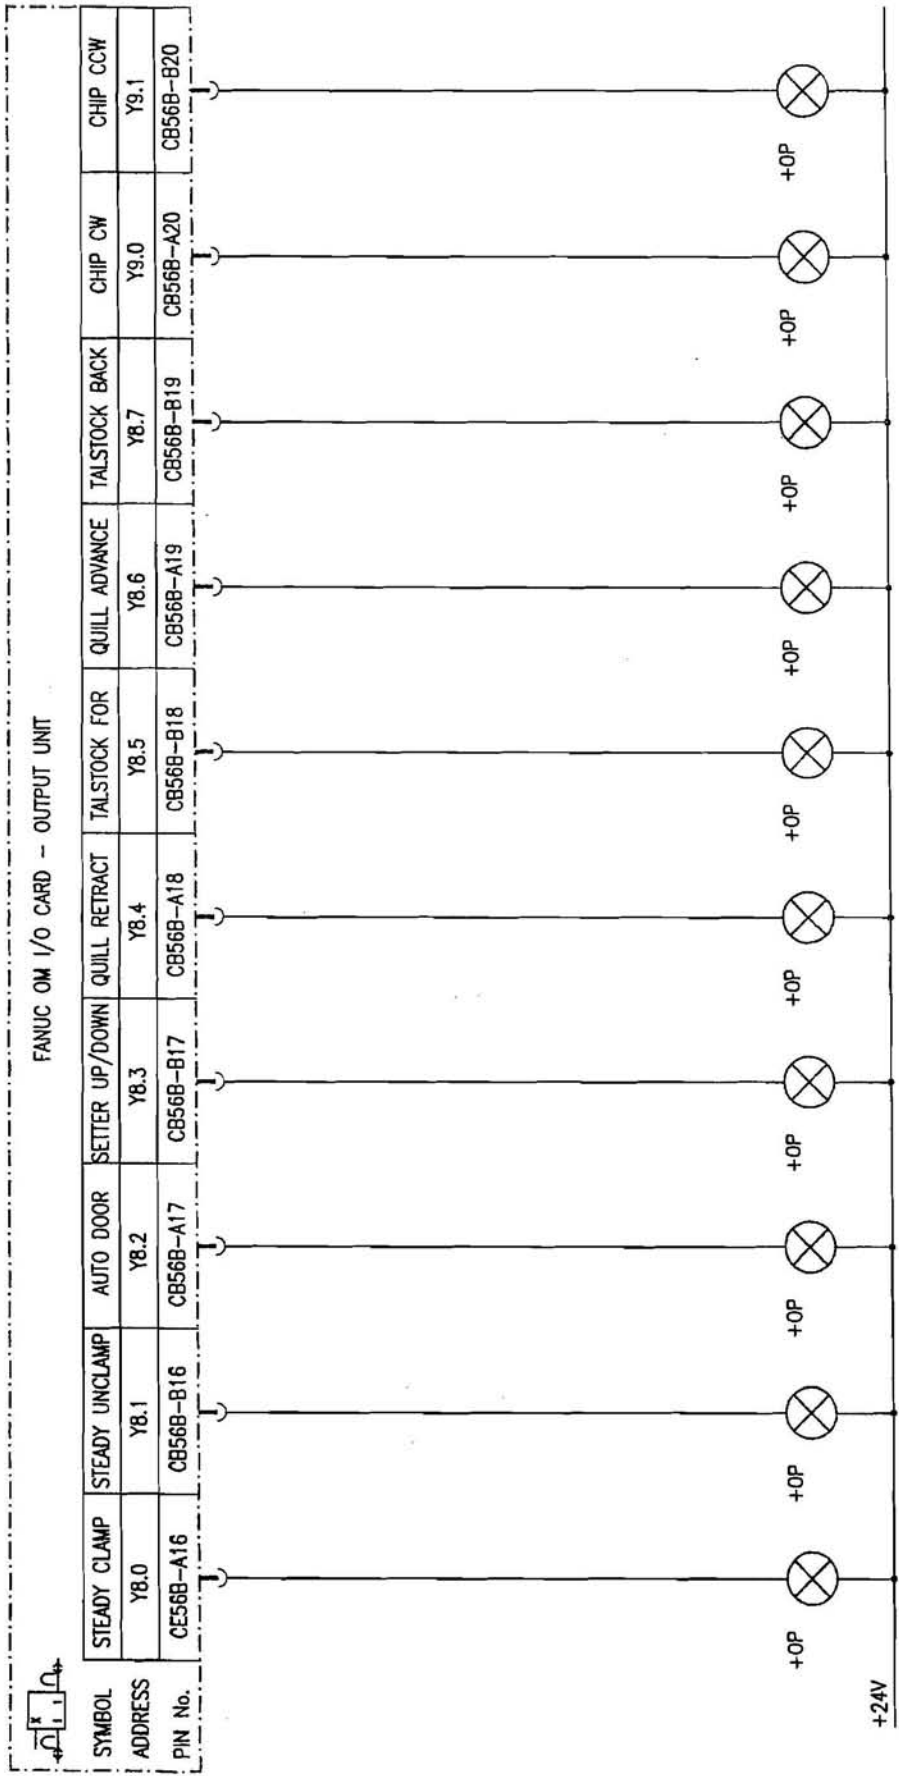 FANUC OM I/O CARD -- OUTPUT UNIT
X
1 1
SYMBOL STEADY CLAMP STEADY UNCLAMP AUTO DOOR SETTER UP/DOWN QUILL RETRACT TALSTOCK FOR QUILL ADVANCE TALSTOCK BACK CHIP CW CHIP CCW
ADDRESS Y8.0 Y8.1 Y8.2 Y8.3 Y8.4 Y8.5 Y8.6 Y8.7 Y9.0 Y9.1
PIN No. CE56B-A16 CB56B-B16 CB56B-A17 CB56B-B17 CB56B-A18 CB56B-B18 CB56B-A19 CB56B-B19 CB56B-A20 CB56B-B20
+OP +OP +OP +OP +OP +OP +OP +OP +OP +OP
+24V